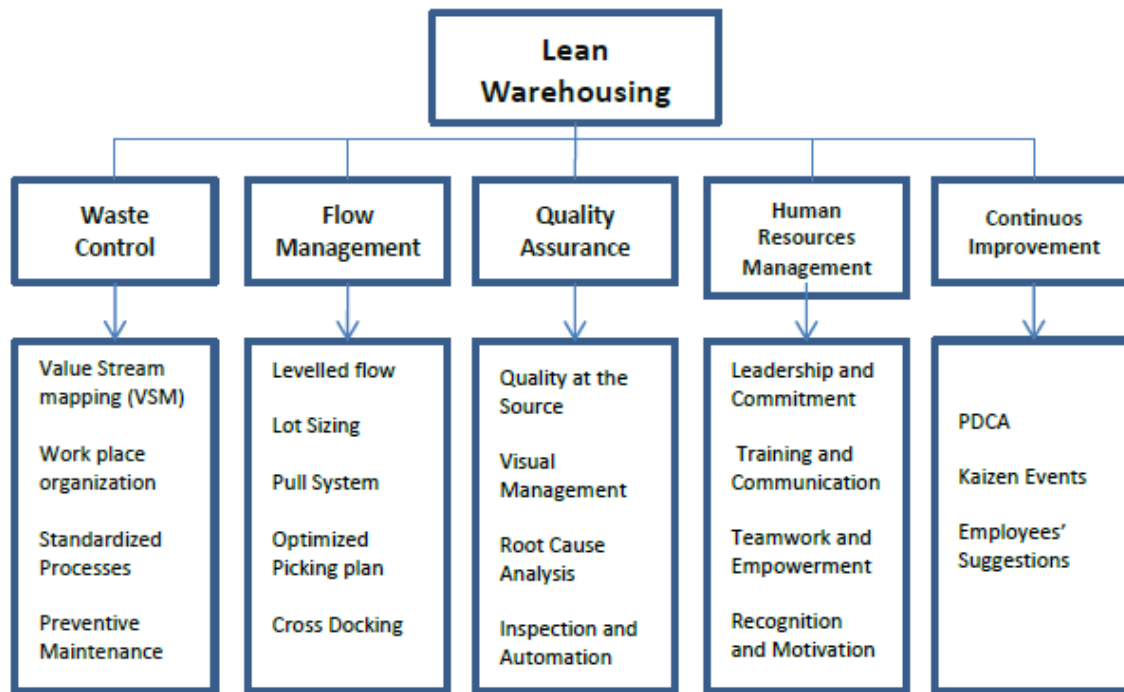 Lean
Warehousing
Waste
Control
Flow
Management
Quality
Assurance
Human
Resources
Management
Continuos
Improvement
Value Stream
mapping (VSM)
Work place
organization
Standardized
Processes
Preventive
Maintenance
Levelled flow
Lot Sizing
Pull System
Optimized
Picking plan
Cross Docking
Quality at the
Source
Visual
Management
Root Cause
Analysis
Inspection and
Automation
Leadership and
Commitment
Training and
Communication
Teamwork and
Empowerment
Recognition
and Motivation
PDCA
Kaizen Events
Employees’
Suggestions